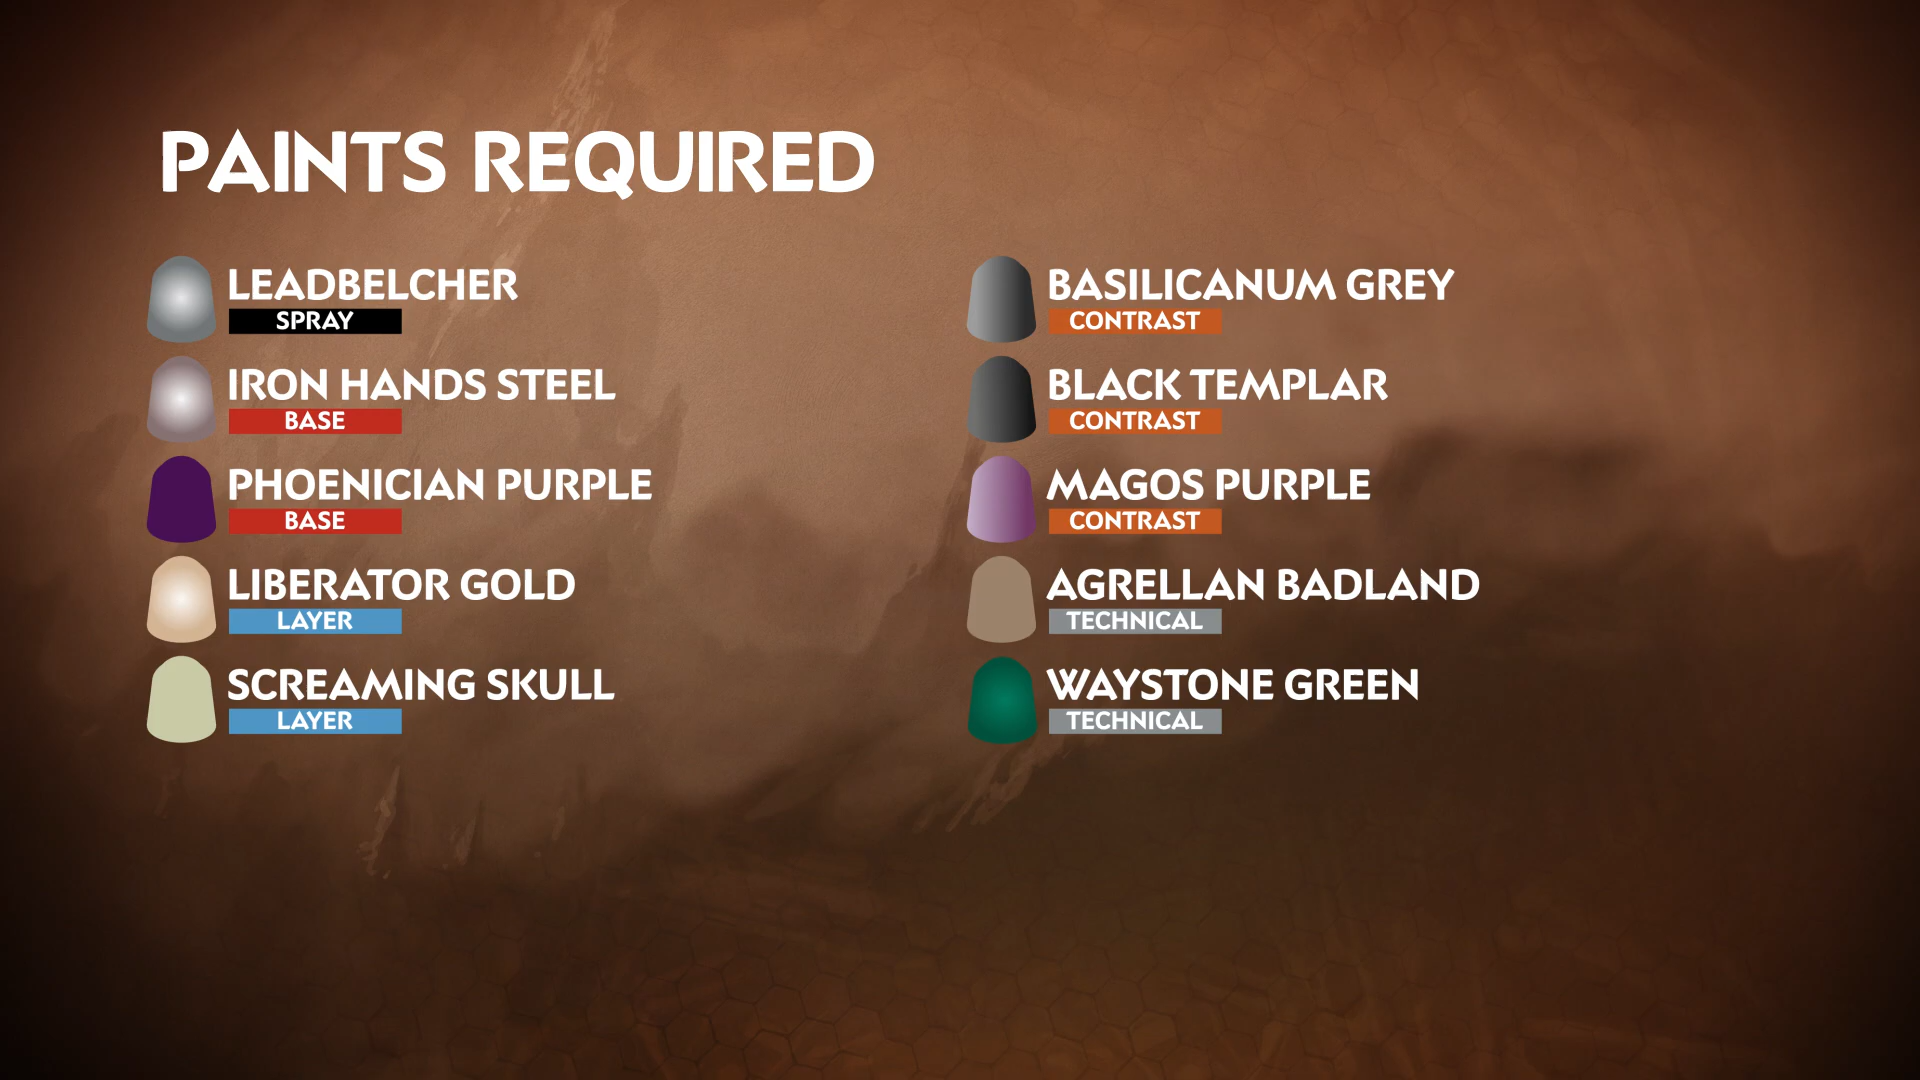 PAINTS REQUIRED
LEADBELCHER
SPRAY
IRON HANDS STEEL
BASE
PHOENICIAN PURPLE
BASE
LIBERATOR GOLD
LAYER
SCREAMING SKULL
LAYER
BASILICANUM GREY
CONTRAST
BLACK TEMPLAR
CONTRAST
MAGOS PURPLE
CONTRAST
AGRELLAN BADLAND
TECHNICAL
WAYSTONE GREEN
TECHNICAL